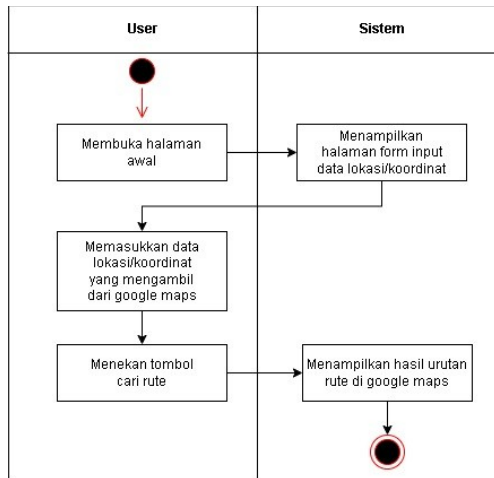 User
Sistem
Membuka halaman
awal
Menampilkan
halaman form input
data lokasi/koordinat
Memasukkan data
lokasi/koordinat
yang mengambil
dari google maps
Menekan tombol
cari rute
Menampilkan hasil urutan
rute di google maps